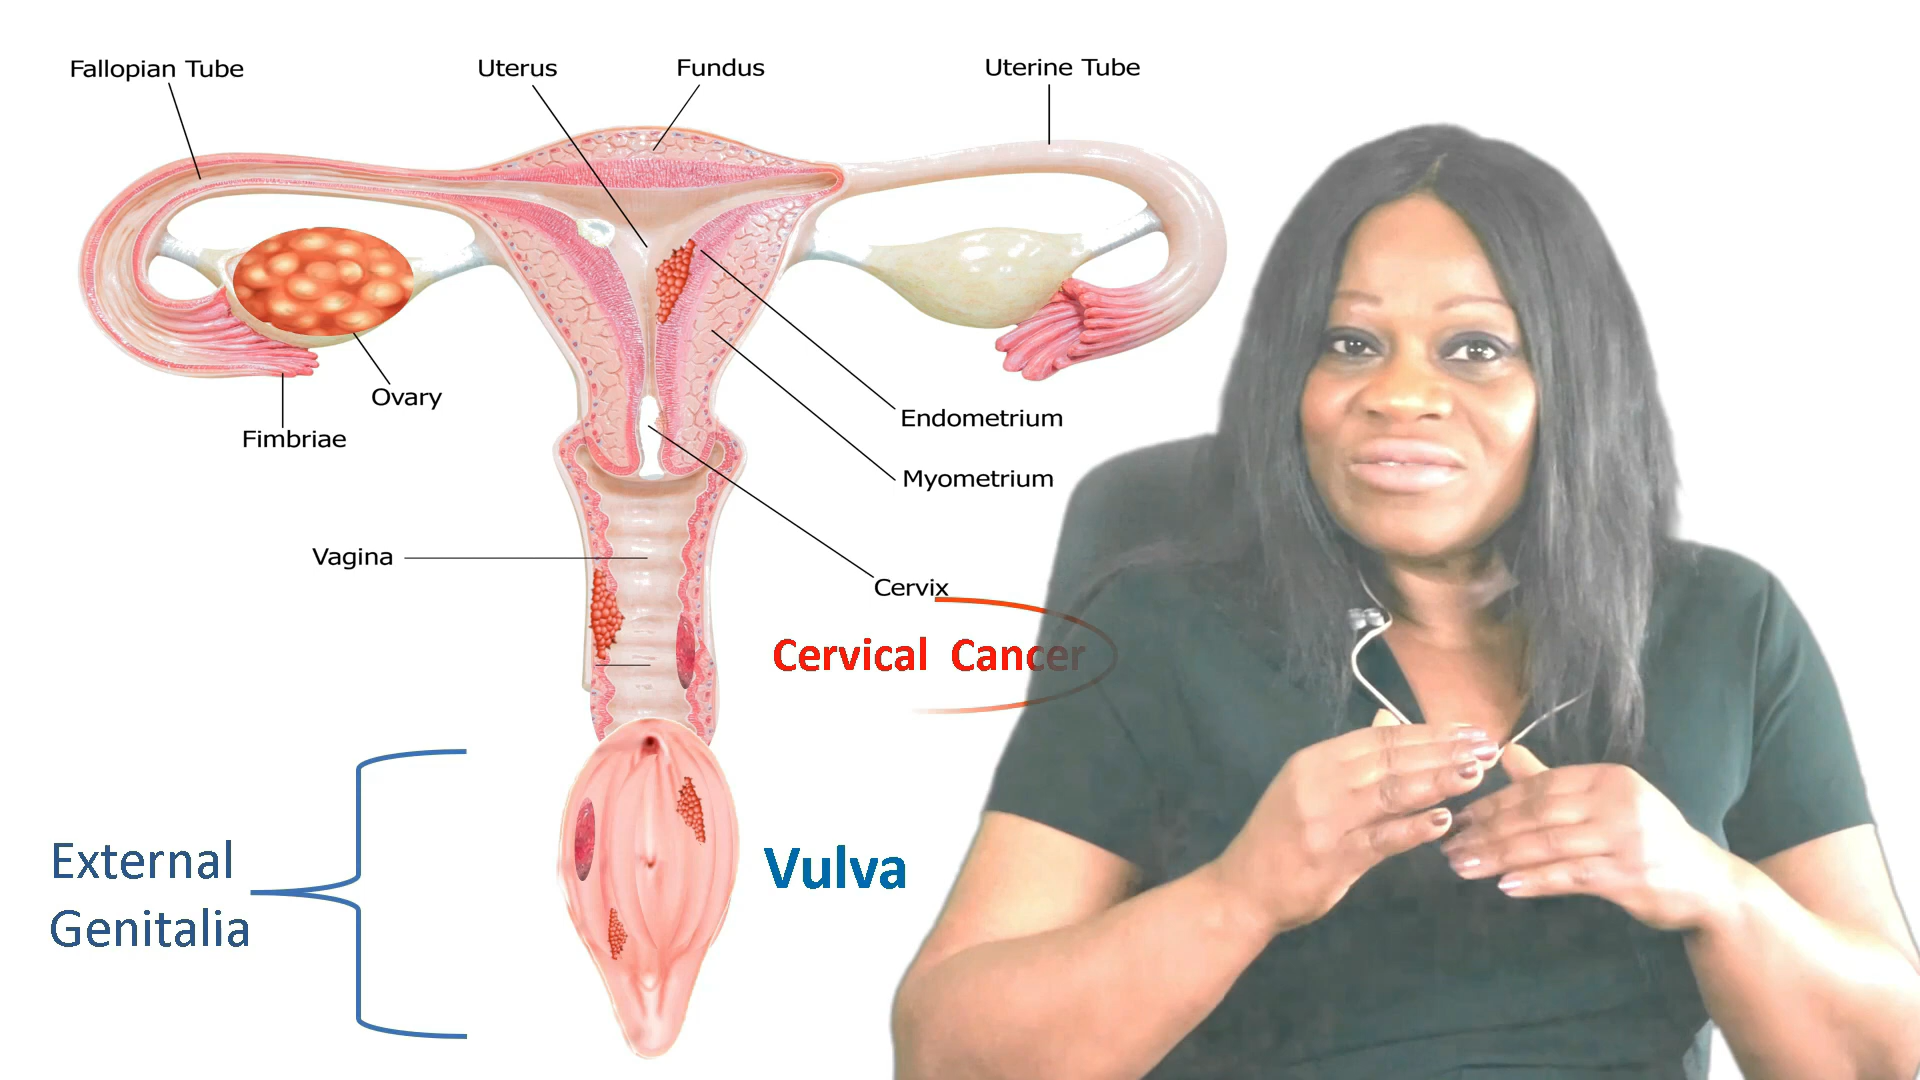 Fallopian Tube
Uterus
Fundus
Uterine Tube
Ovary
Fimbriae
Endometrium
Myometrium
Vagina
Cervix
Cervical Cancer
External
Genitalia
Vulva